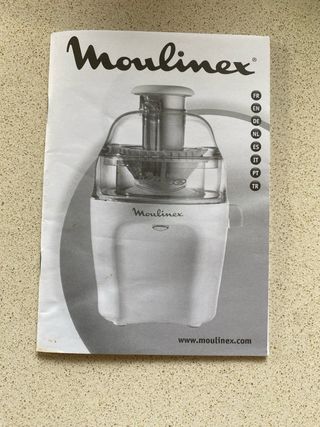 Moulinex®
FR
EN
DE
NL
ES
IT
PT
TR
Moulinex
www.moulinex.com